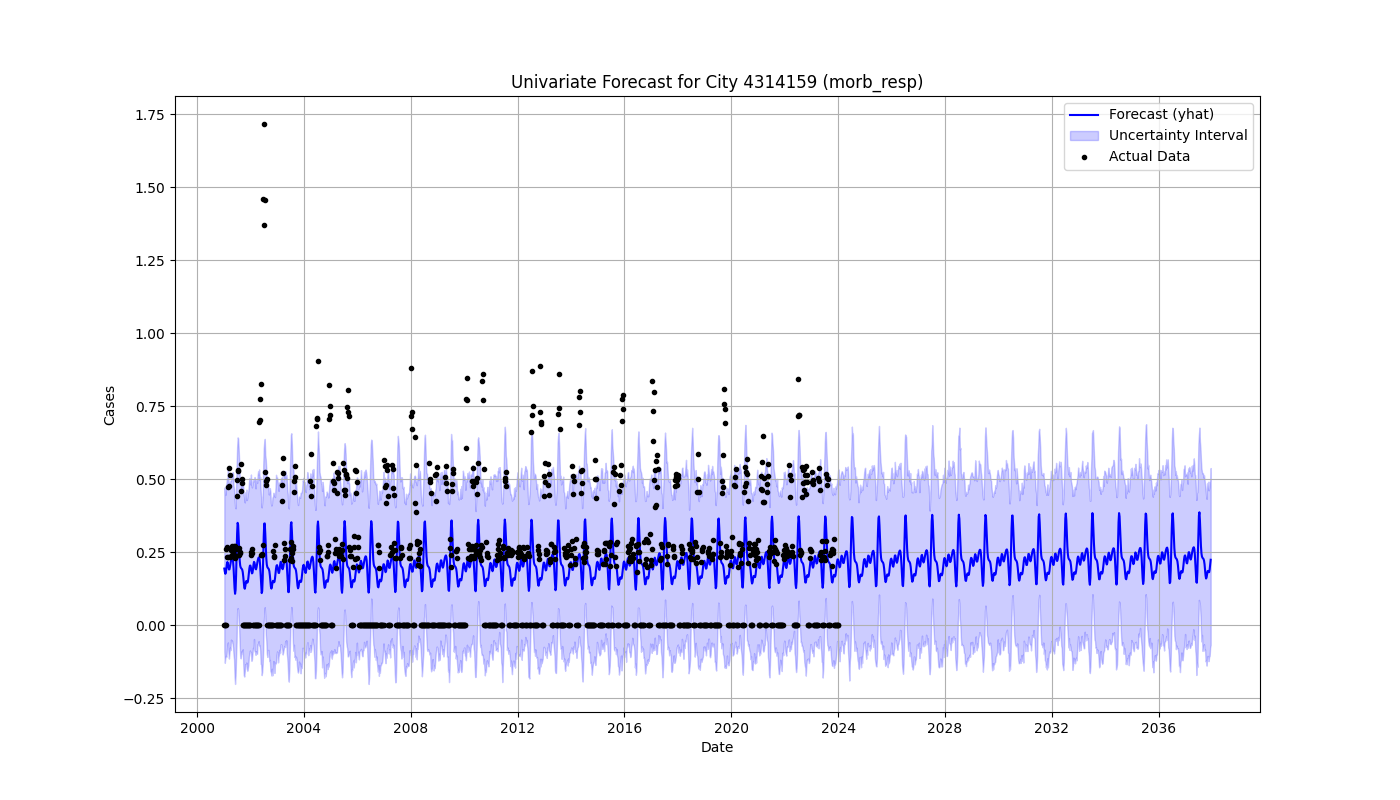 Univariate Forecast for City 4314159 (morb_resp)
Forecast (yhat)
Uncertainty Interval
Actual Data
Cases
1.75
1.50
1.25
1.00
0.75
0.50
0.25
0.00
−0.25
2000 2004 2008 2012 2016 2020 2024 2028 2032 2036
Date